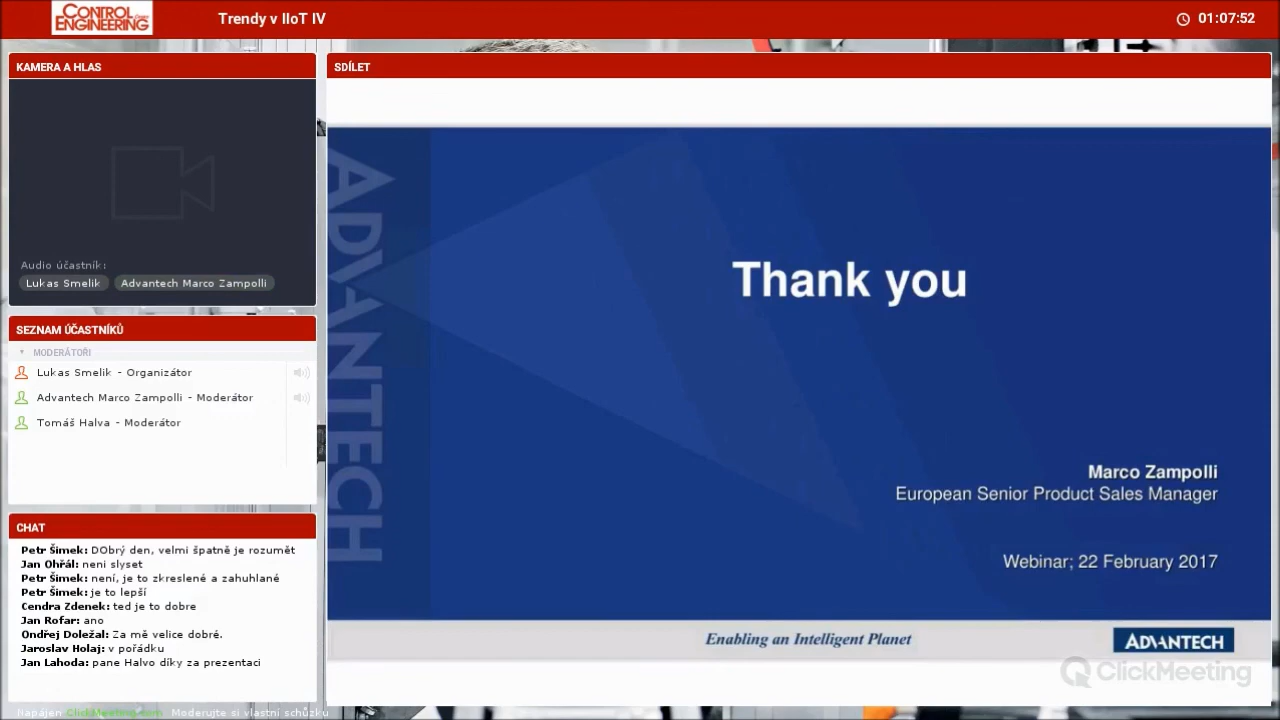 CONTROL
ENGINEERING
Trendy v IIoT IV
01:07:52
KAMERA A HLAS
Audio účastník:
Lukas Smelik
Advantech Marco Zampolli
SEZNAM ÚČASTNÍKŮ
MODERÁTOŘI
Lukas Smelik - Organizátor
Advantech Marco Zampolli - Moderátor
Tomáš Halva - Moderátor
CHAT
Petr Šimek: DObrý den, velmi špatně je rozumět
Jan Ohřál: neni slyset
Petr Šimek: není, je to zkreslené a zahuhlané
Petr Šimek: je to lepší
Cendra Zdenek: ted je to dobre
Jan Rofar: ano
Ondřej Doležal: Za mě velice dobré.
Jaroslav Holaj: v pořádku
Jan Lahoda: pane Halvo díky za prezentaci
Napájen ClickMeeting.com Moderujte si vlastní schůzku
SDÍLET
ADVANTECH
Thank you
Marco Zampolli
European Senior Product Sales Manager
Webinar; 22 February 2017
Enabling an Intelligent Planet
ADVANTECH
ClickMeeting